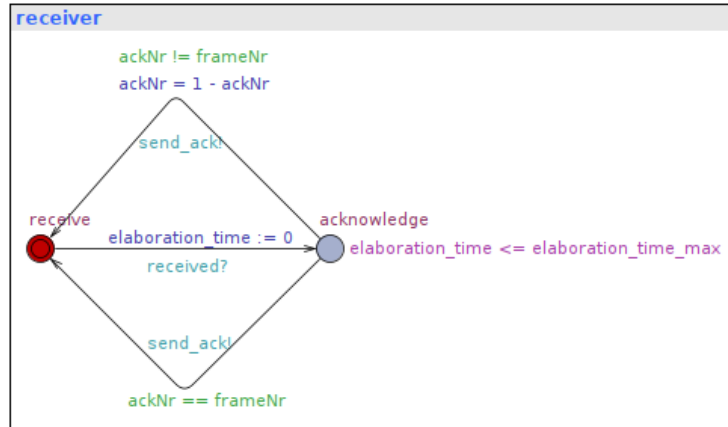 receiver
ackNr != frameNr
ackNr = 1 - ackNr
send_ack!
receive
acknowledge
elaboration_time := 0
elaboration_time <= elaboration_time_max
received?
send_ack!
ackNr == frameNr